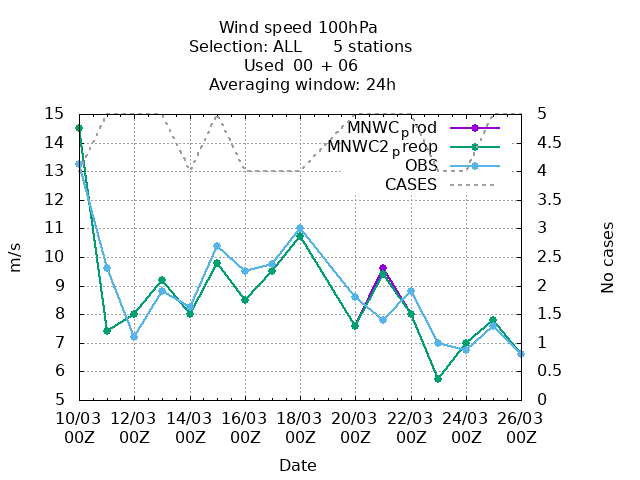 Wind speed 100hPa
Selection: ALL 5 stations
Used 00 + 06
Averaging window: 24h
15 14 13 12 11 10 9 8 7 6 5
m/s
5 4.5 4 3.5 3 2.5 2 1.5 1 0.5 0
No cases
MNWCprod
MNWC2preop
OBS
CASES
10/03 12/03 14/03 16/03 18/03 20/03 22/03 24/03 26/03
00Z 00Z 00Z 00Z 00Z 00Z 00Z 00Z 00Z
Date